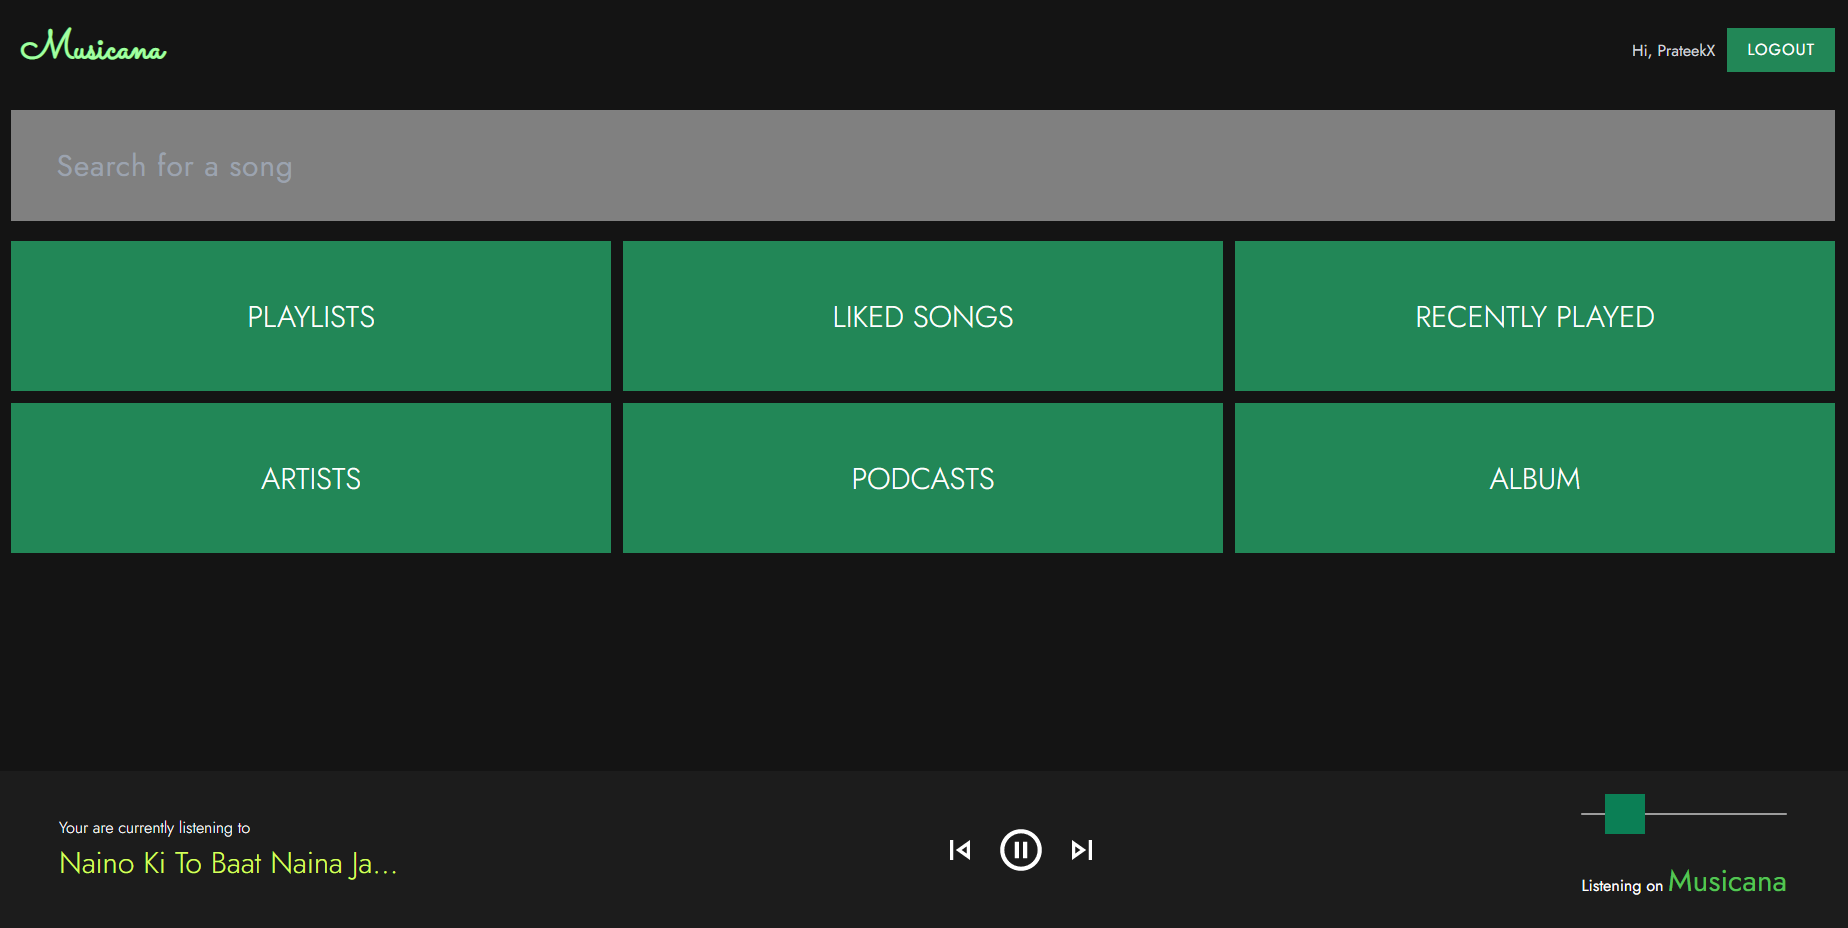 Musicana
Hi, PrateekX
LOGOUT
Search for a song
PLAYLISTS
LIKED SONGS
RECENTLY PLAYED
ARTISTS
PODCASTS
ALBUM
Your are currently listening to
Naino Ki To Baat Naina Ja...
Listening on Musicana